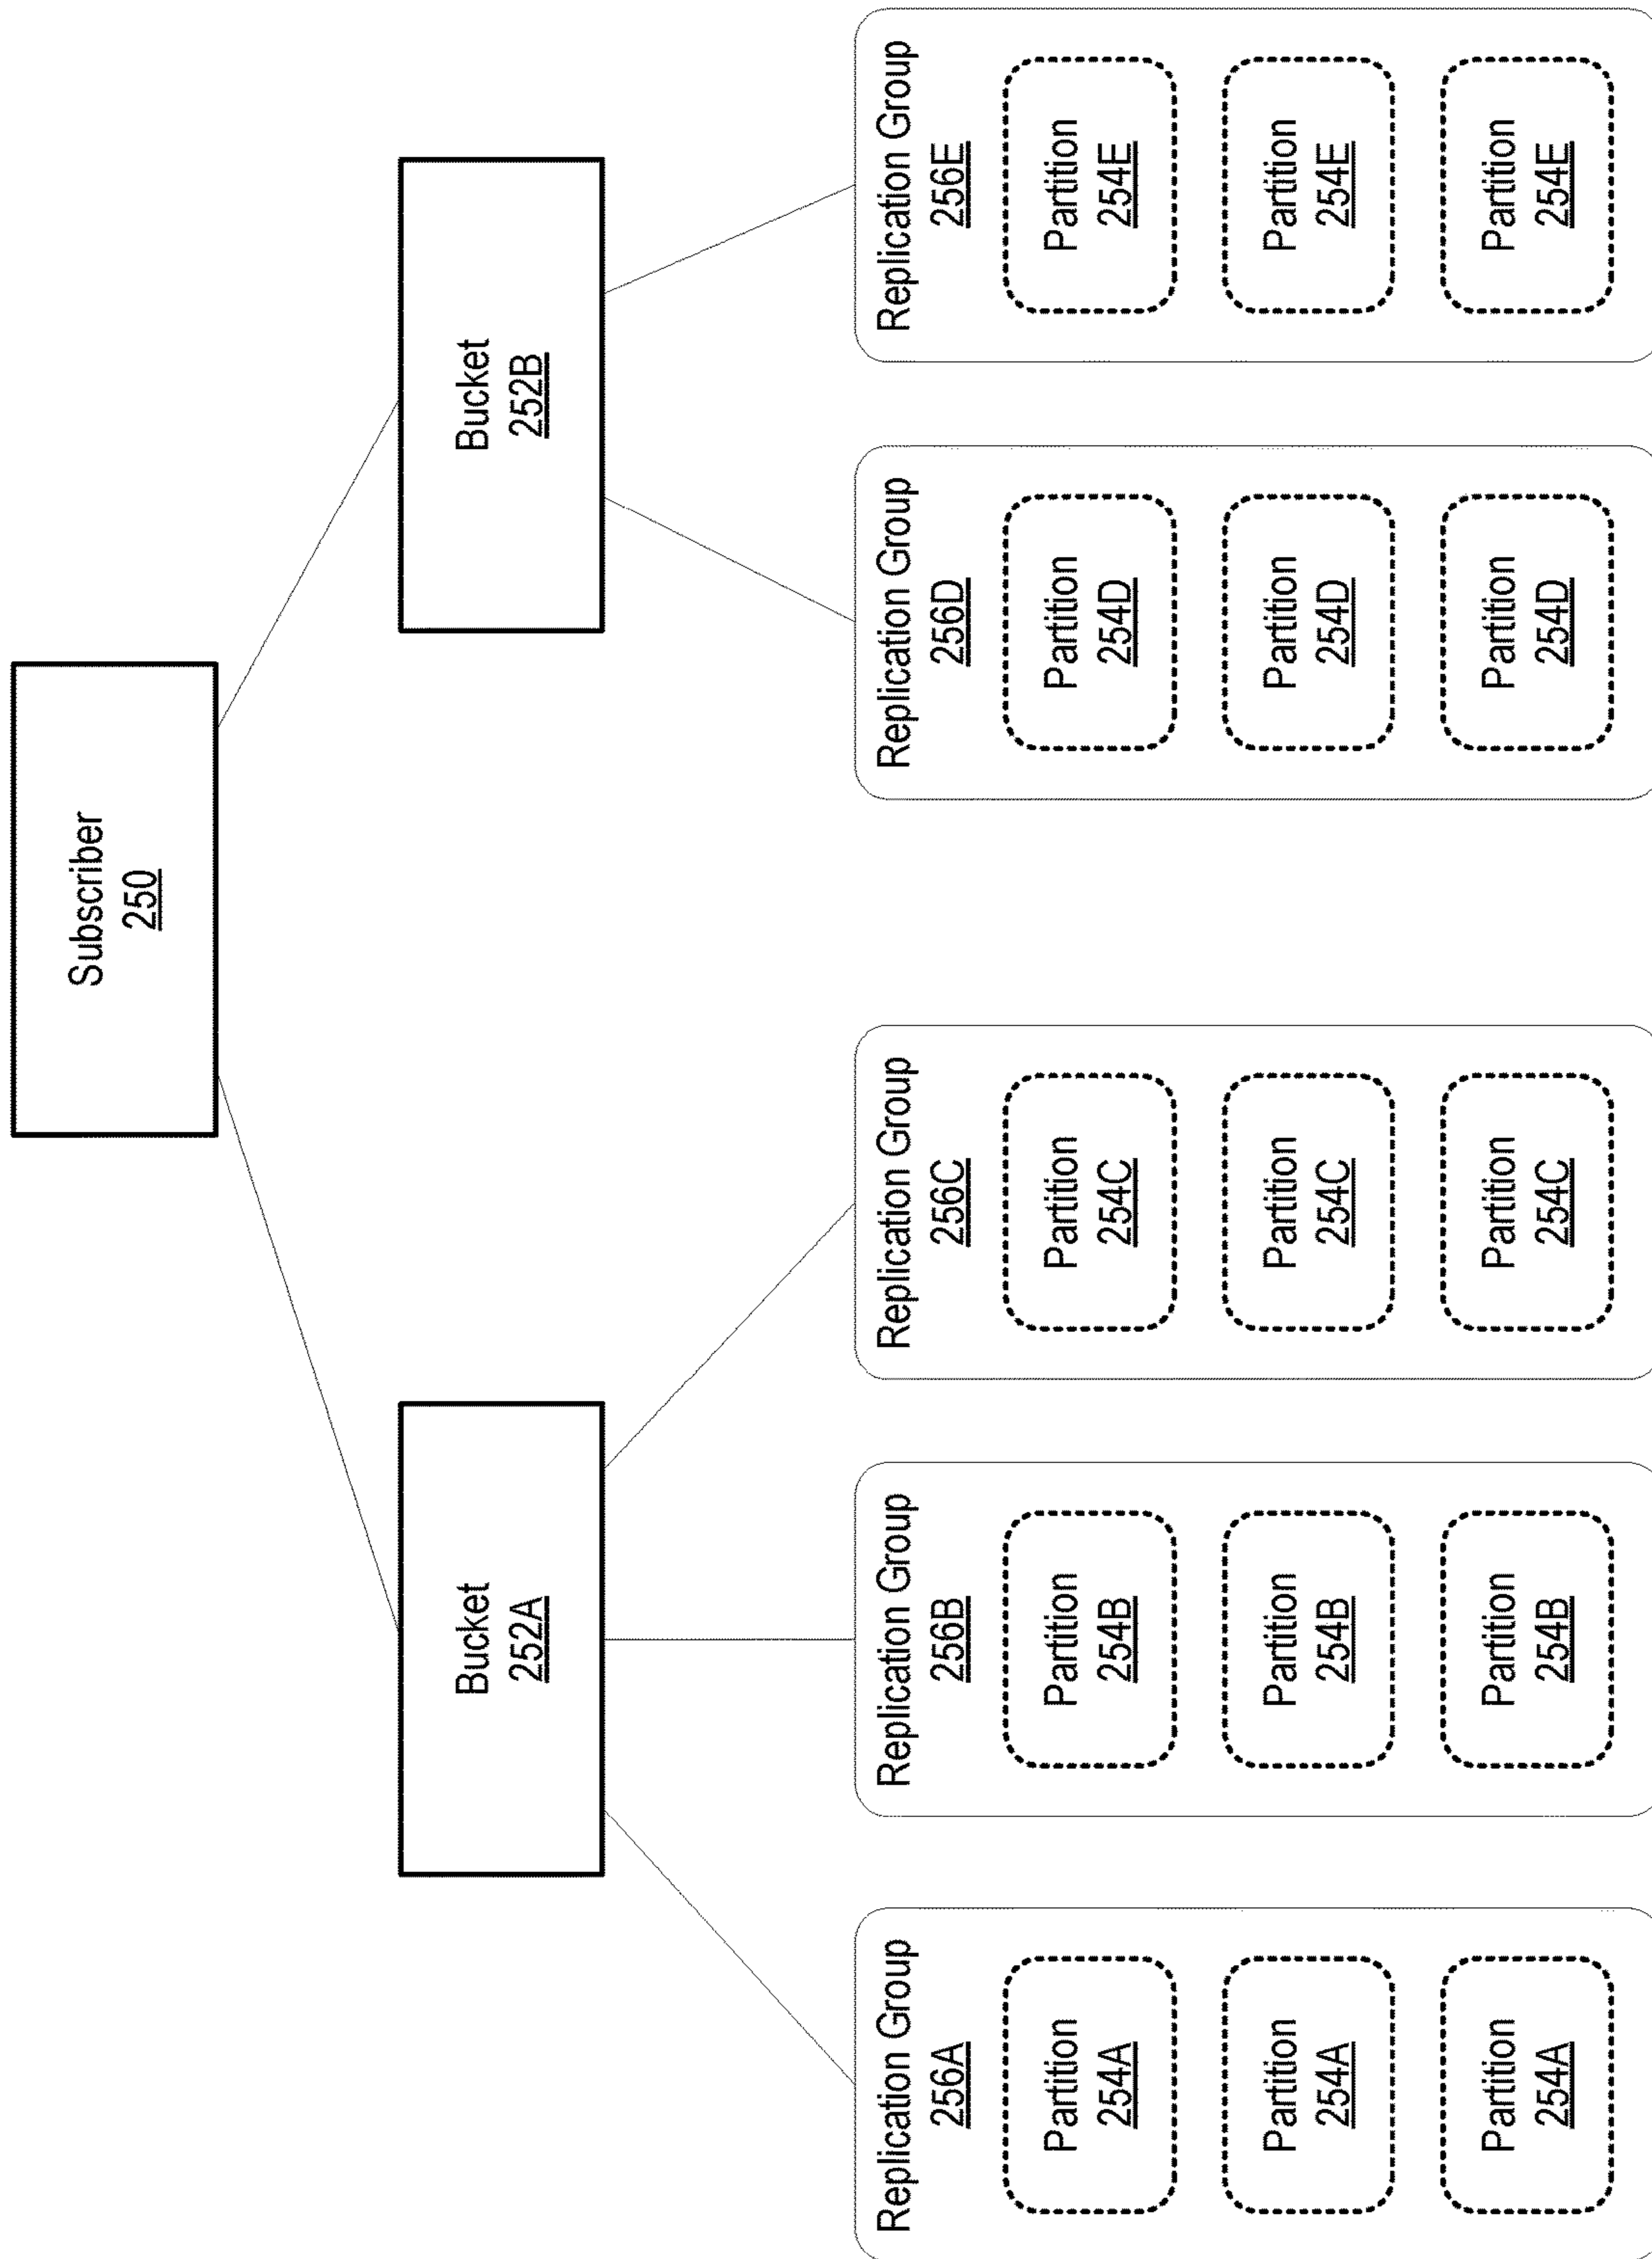 Subscriber
250
Bucket
252A
Bucket
252B
Replication Group
256A
Partition
254A
Partition
254A
Partition
254A
Replication Group
256B
Partition
254B
Partition
254B
Partition
254B
Replication Group
256C
Partition
254C
Partition
254C
Partition
254C
Replication Group
256D
Partition
254D
Partition
254D
Partition
254D
Replication Group
256E
Partition
254E
Partition
254E
Partition
254E